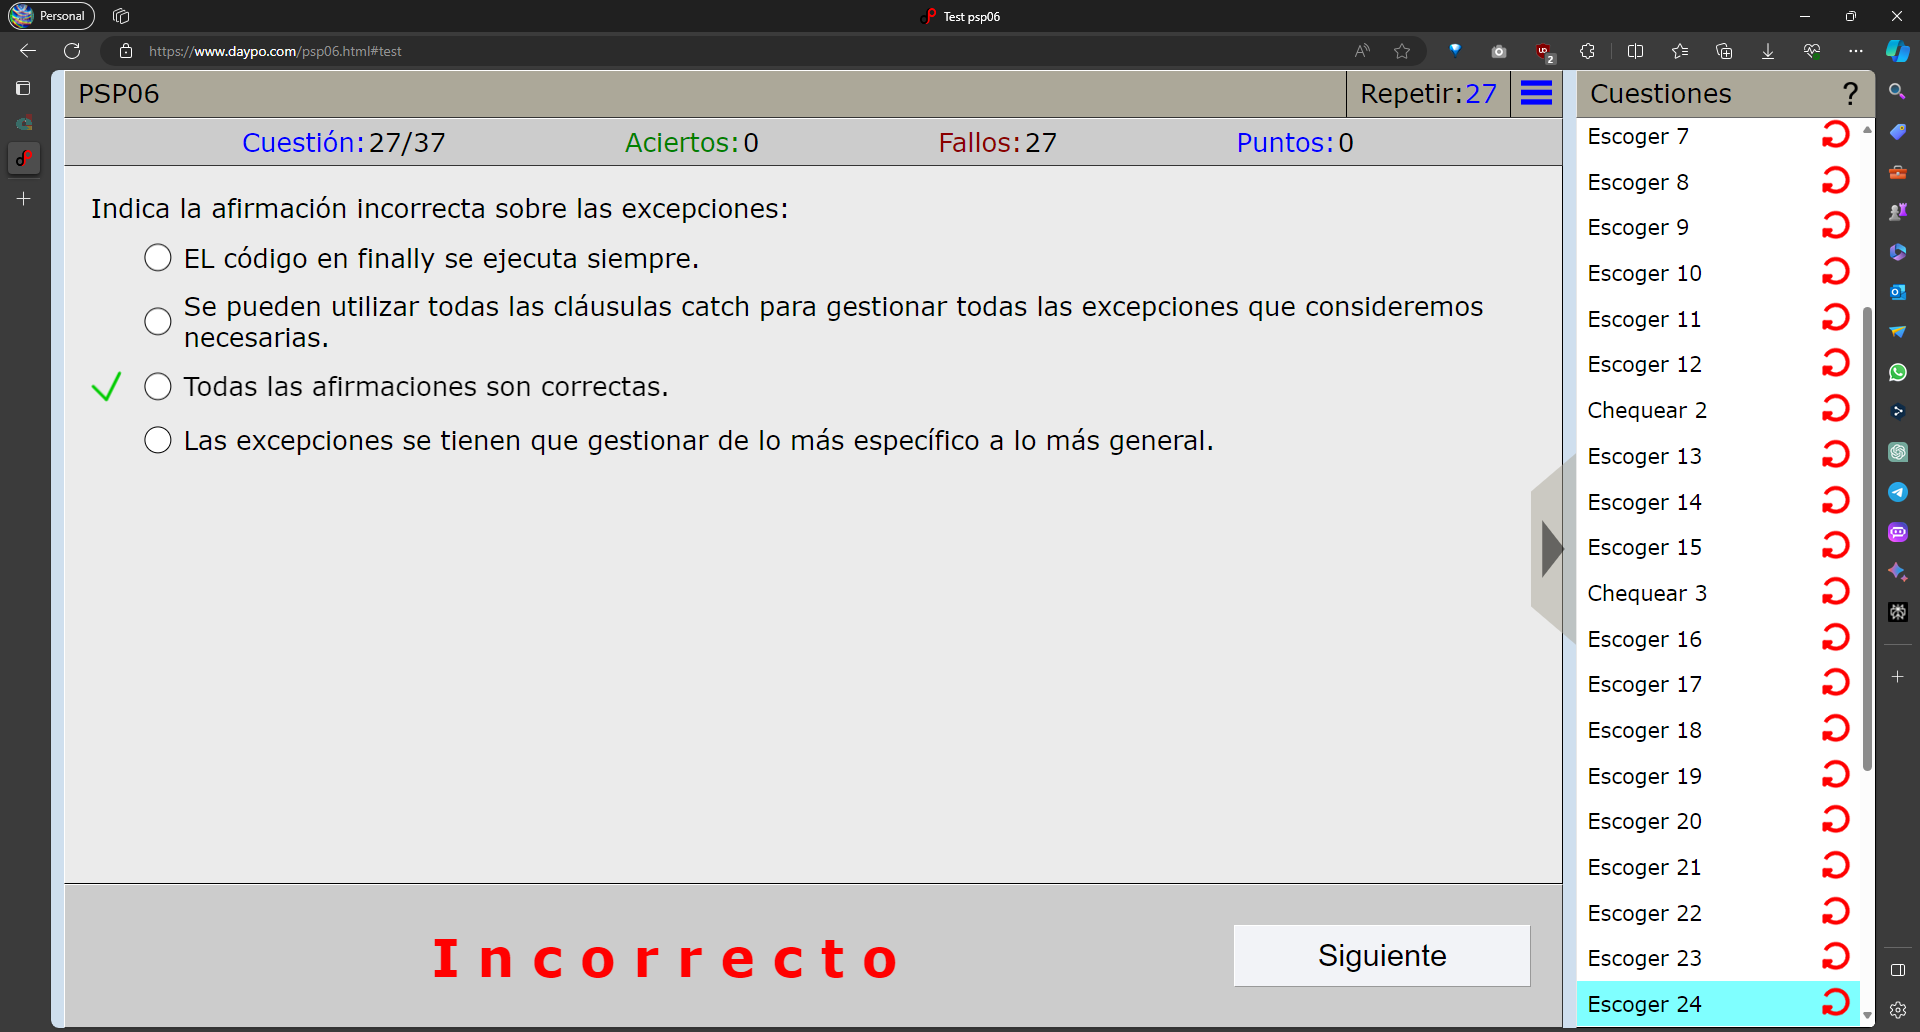 Personal
Test psp06
https://www.daypo.com/psp06.html#test
2
PSP06
Repetir:27
Cuestiones
?
Cuestión:27/37
Aciertos:0
Fallos:27
Puntos:0
Indica la afirmación incorrecta sobre las excepciones:
EL código en finally se ejecuta siempre.
Se pueden utilizar todas las cláusulas catch para gestionar todas las excepciones que consideremos
necesarias.
Todas las afirmaciones son correctas.
Las excepciones se tienen que gestionar de lo más específico a lo más general.
Incorrecto
Siguiente
Escoger 7
Escoger 8
Escoger 9
Escoger 10
Escoger 11
Escoger 12
Chequear 2
Escoger 13
Escoger 14
Escoger 15
Chequear 3
Escoger 16
Escoger 17
Escoger 18
Escoger 19
Escoger 20
Escoger 21
Escoger 22
Escoger 23
Escoger 24